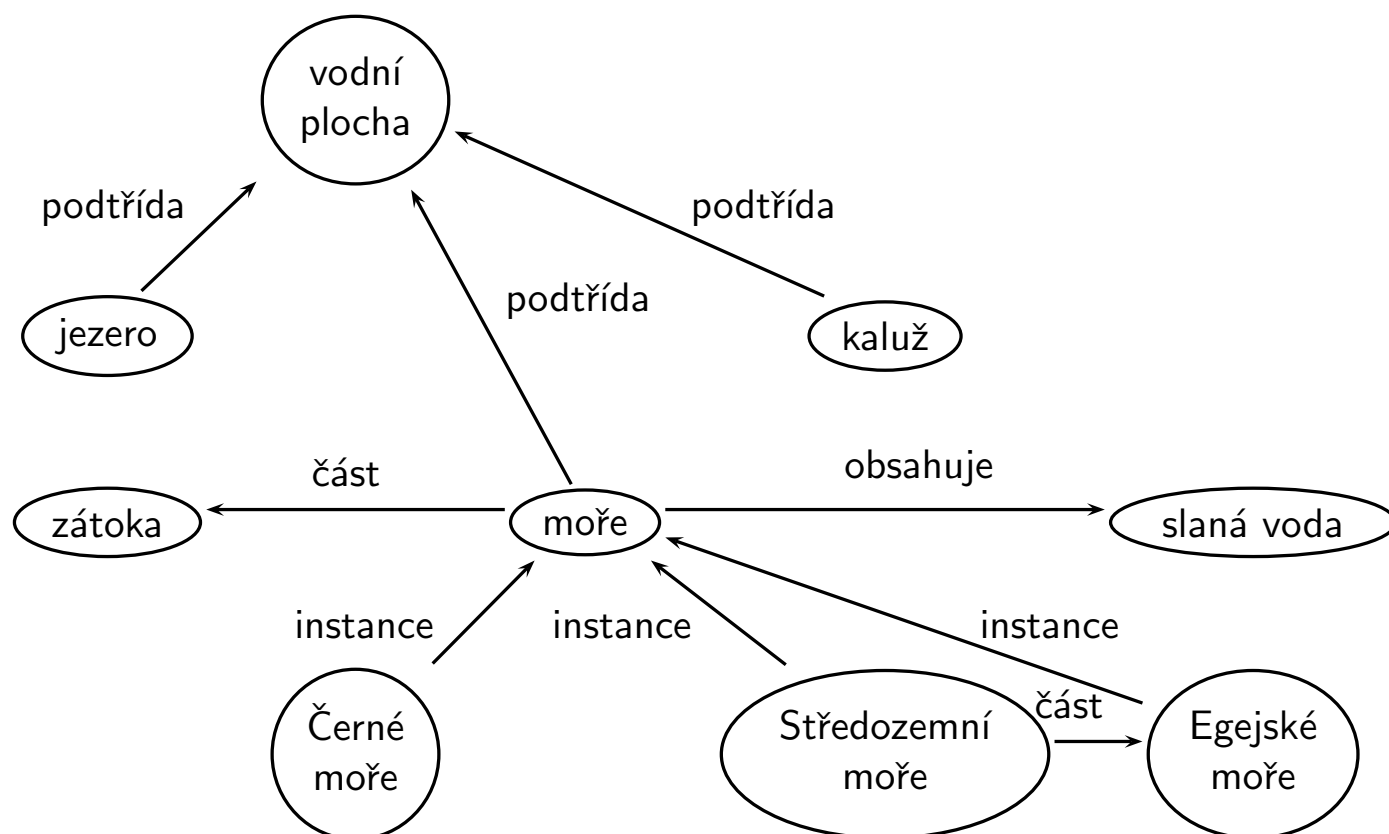 vodní
plocha
podtřída
podtřída
podtřída
jezero
kaluž
část
obsahuje
zátoka
moře
slaná voda
instance
instance
instance
část
Černé
moře
Středozemní
moře
Egejské
moře